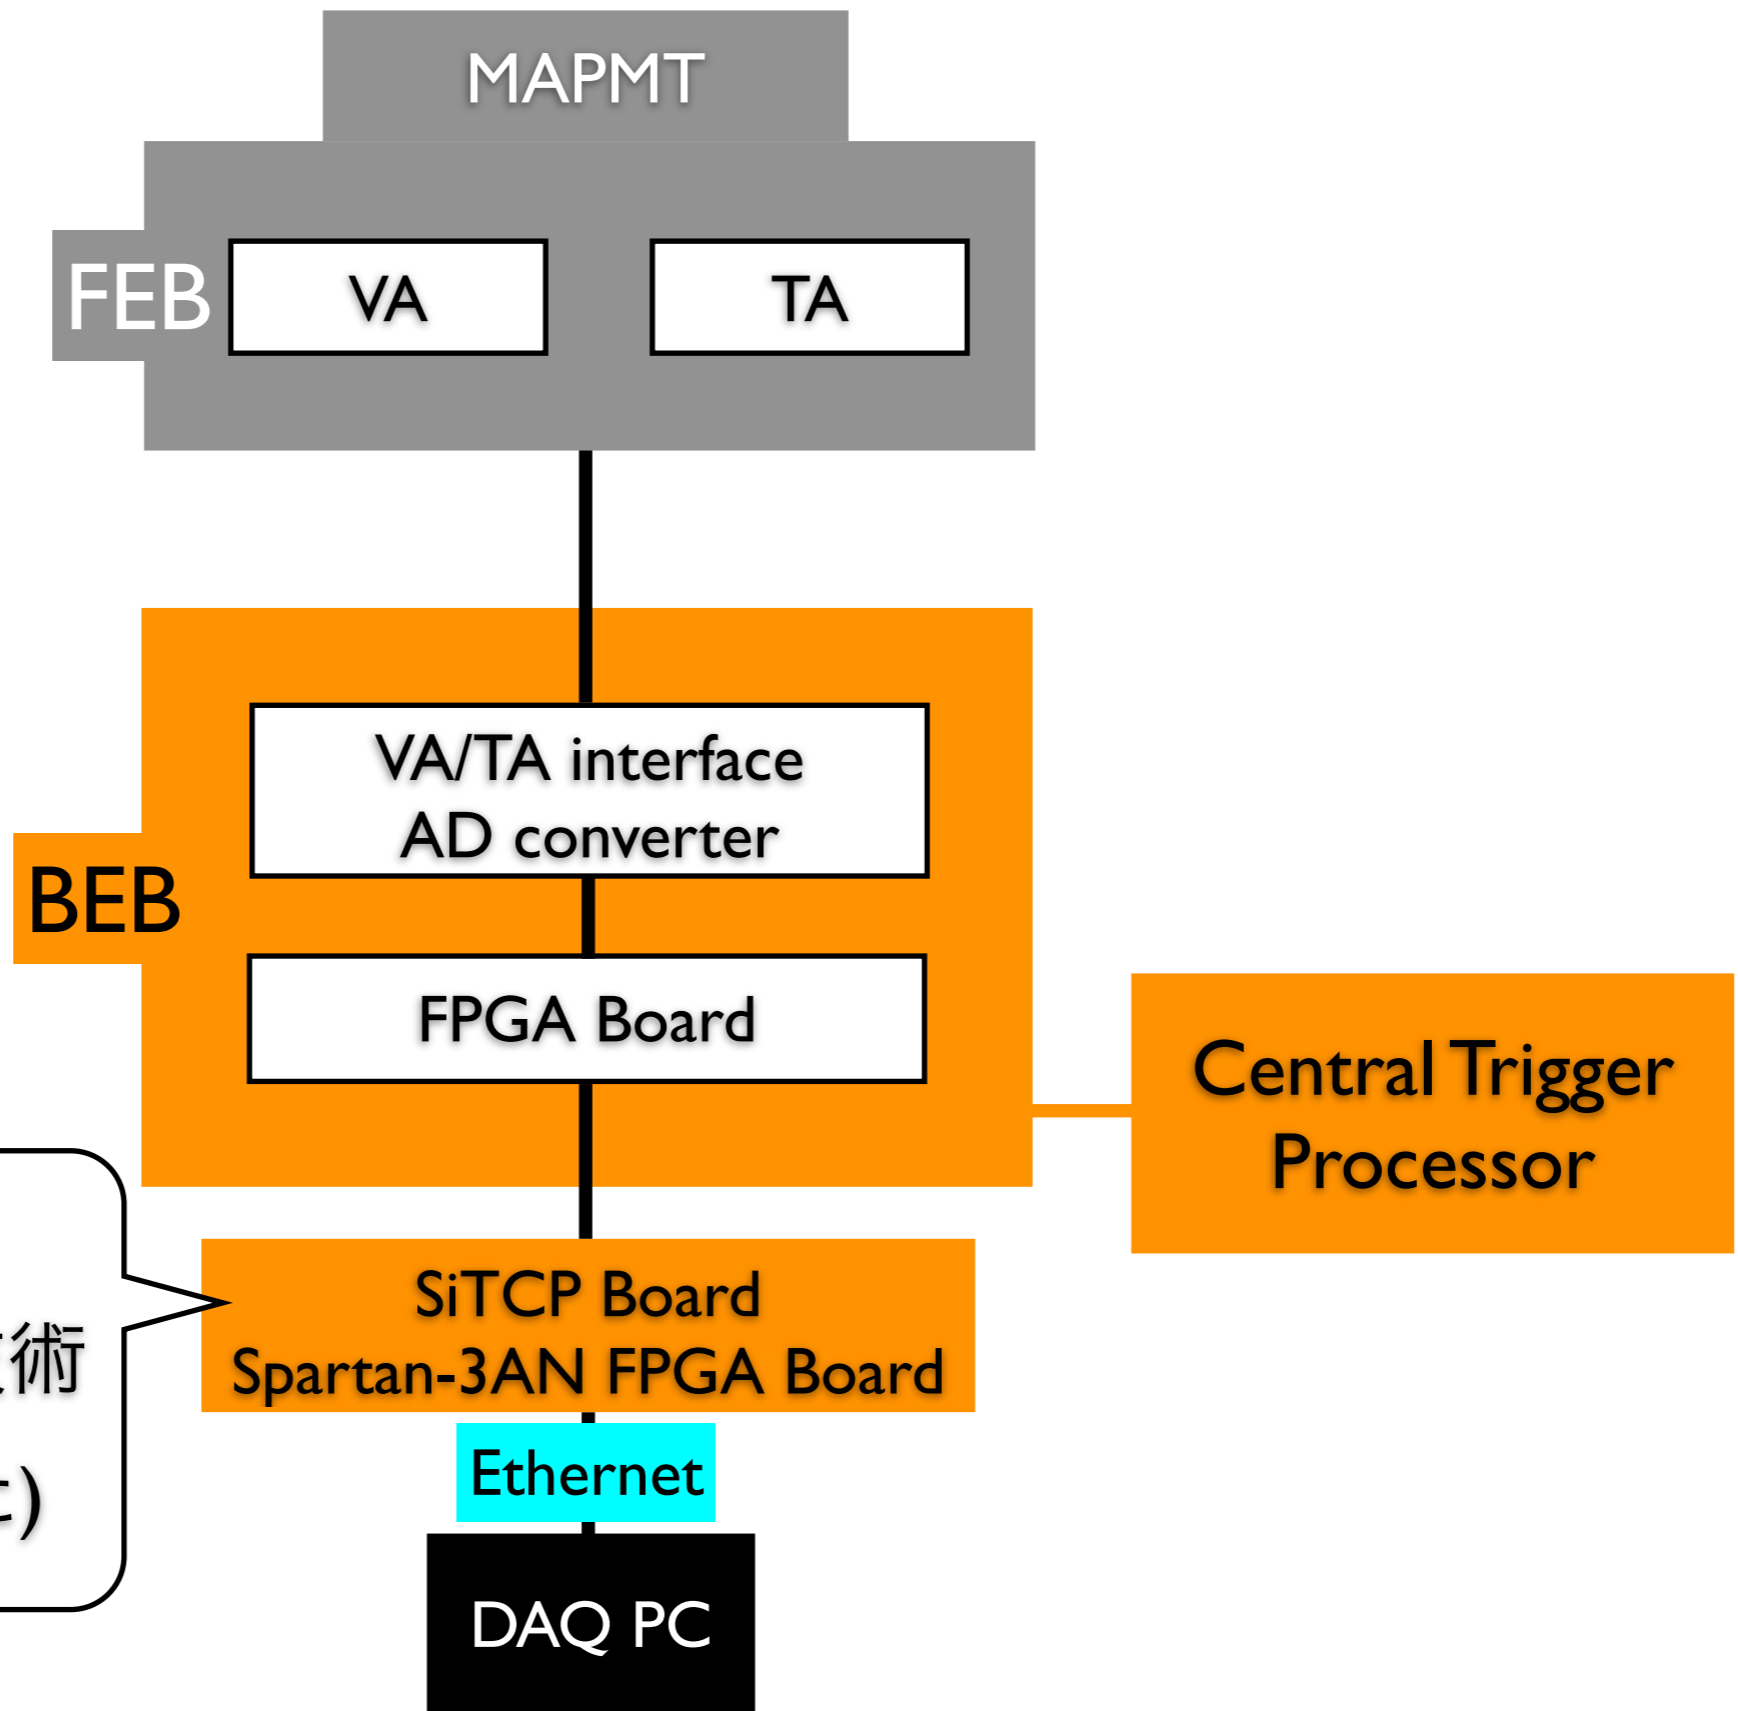 MAPMT
FEB
VA
TA
VA/TA interface
AD converter
BEB
FPGA Board
Central Trigger
Processor
SiTCP Board
Spartan-3AN FPGA Board
術
)
Ethernet
DAQ PC